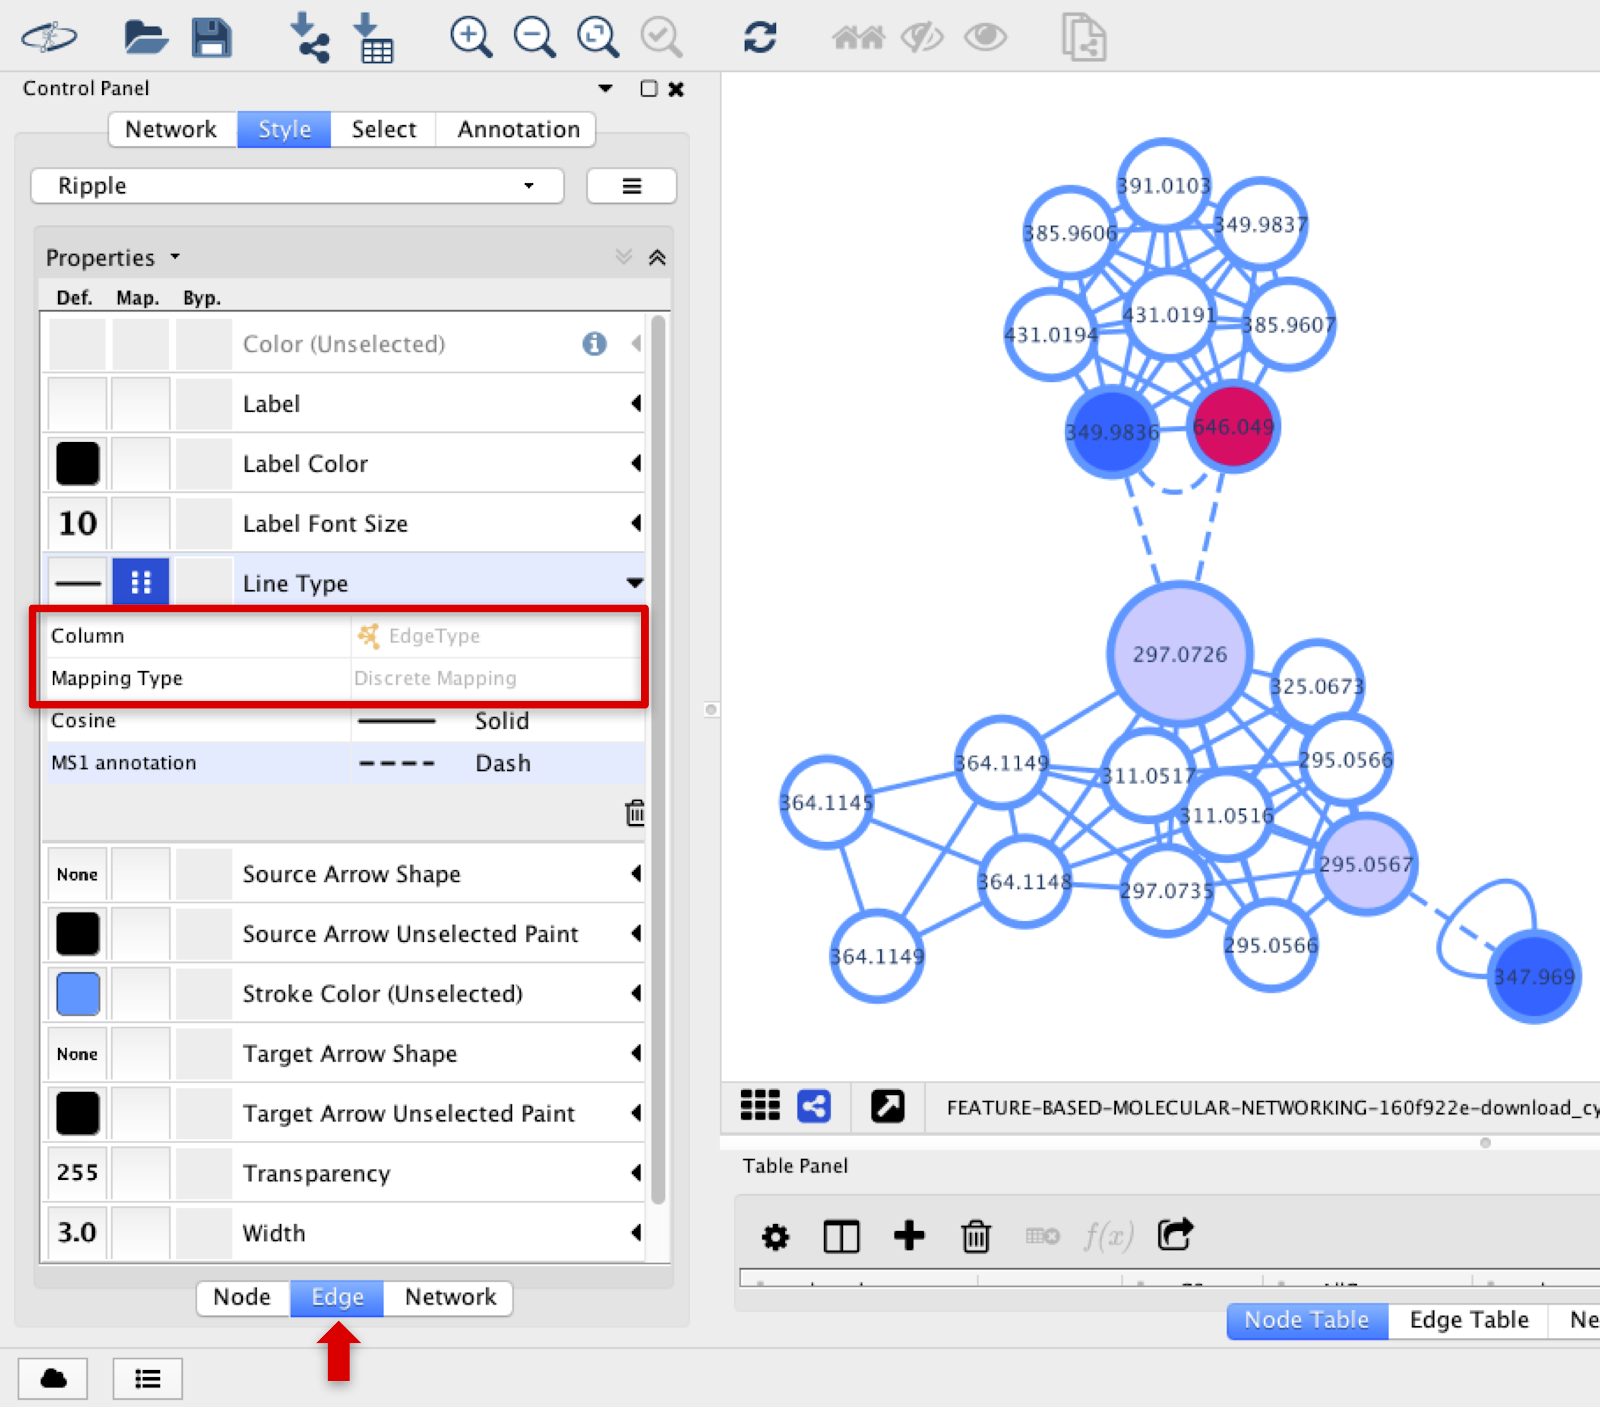 Control Panel
Network Style Select Annotation
Ripple
Properties
Def. Map. Byp.
Color (Unselected)
Label
Label Color
10 Label Font Size
Line Type
Column EdgeType
Mapping Type Discrete Mapping
Cosine Solid
MS1 annotation Dash
None Source Arrow Shape
Source Arrow Unselected Paint
Stroke Color (Unselected)
None Target Arrow Shape
Target Arrow Unselected Paint
255 Transparency
3.0 Width
Node Edge Network
391.0103
385.9606
349.9837
431.0194
431.0191
385.9607
349.9836
646.049
297.0726
325.0673
364.1149
311.0517
295.0566
364.1145
311.0516
364.1148
297.0735
295.0567
364.1149
295.0566
347.969
FEATURE-BASED-MOLECULAR-NETWORKING-160f922e-download_cy
Table Panel
f(x)
Node Table Edge Table Ne